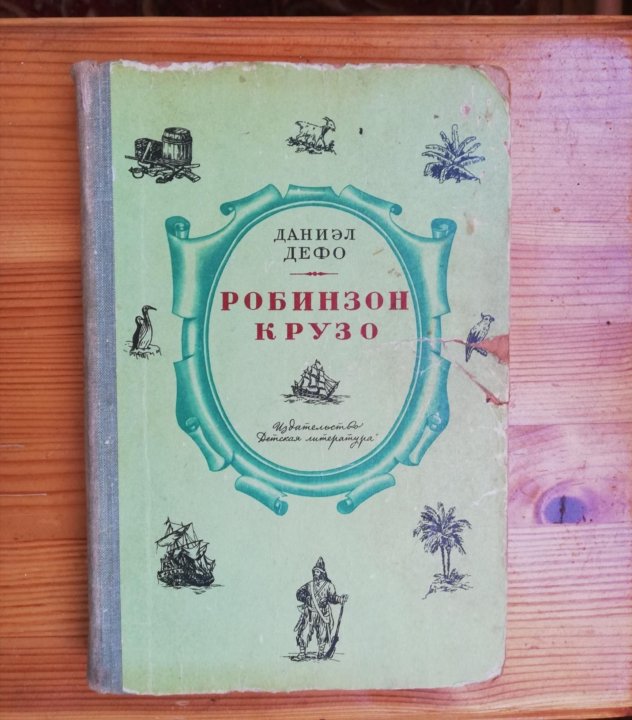 ДАНИЭЛ
ДЕФО
РОБИНЗОН
КРУЗО
Издательство
„Детская литература“